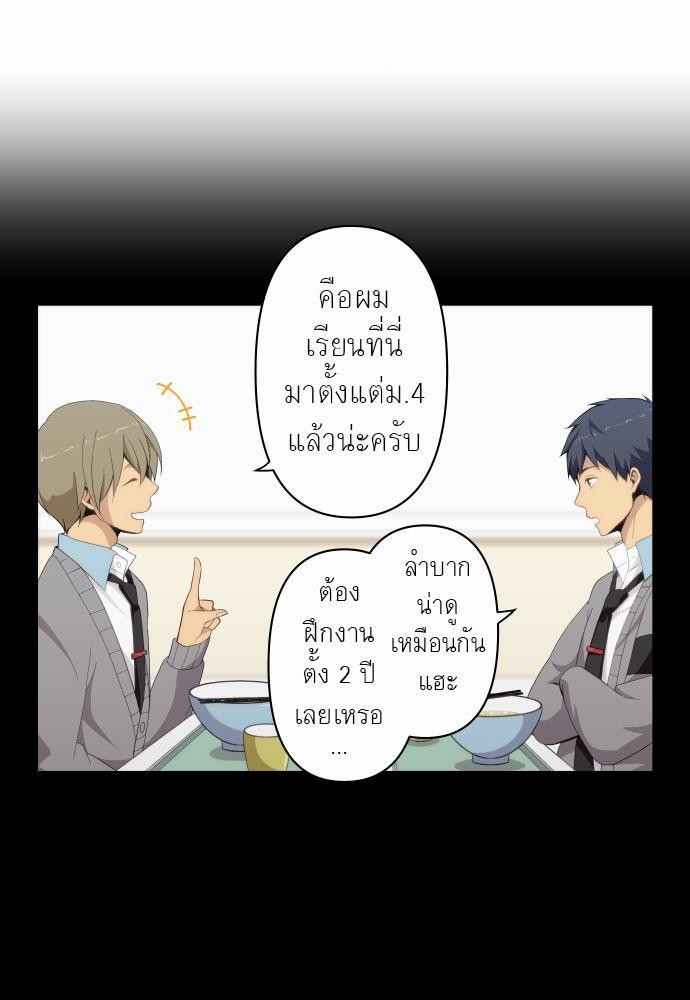 คือผม
เรียนที่นี่
มาตั้งแต่ม.4
แล้วน่ะครับ
ลำบาก
น่าดู
เหมือนกัน
แฮะ
ต้อง
ฝึกงาน
ตั้ง 2 ปี
เลยเหรอ
...